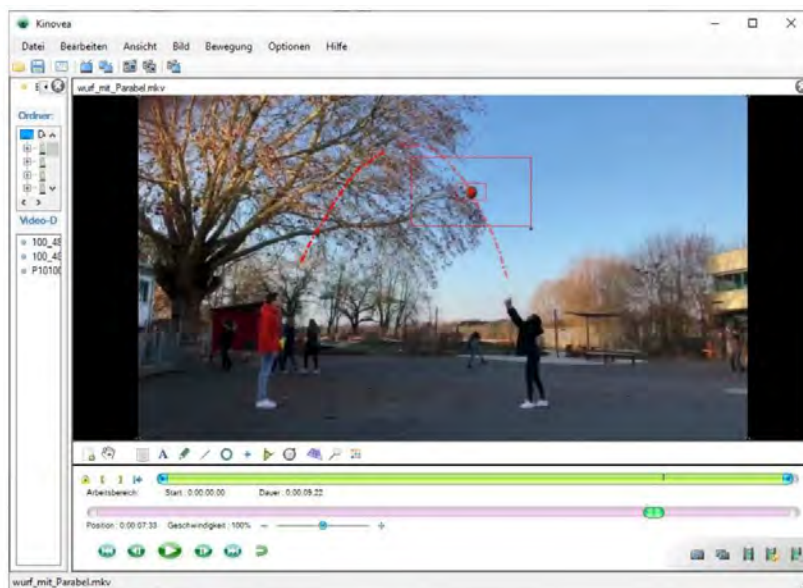 Kinovea
Datei Bearbeiten Ansicht Bild Bewegung Optionen Hilfe
wurf_mit_Parabel.mkv
Ordner:
Video-D
100_48
100_48
P10100
Arbeitsbereich: Start : 0:00:00:00 Dauer : 0:00:09:22
Position : 0:00:07:33 Geschwindigkeit : 100%
wurf_mit_Parabel.mkv